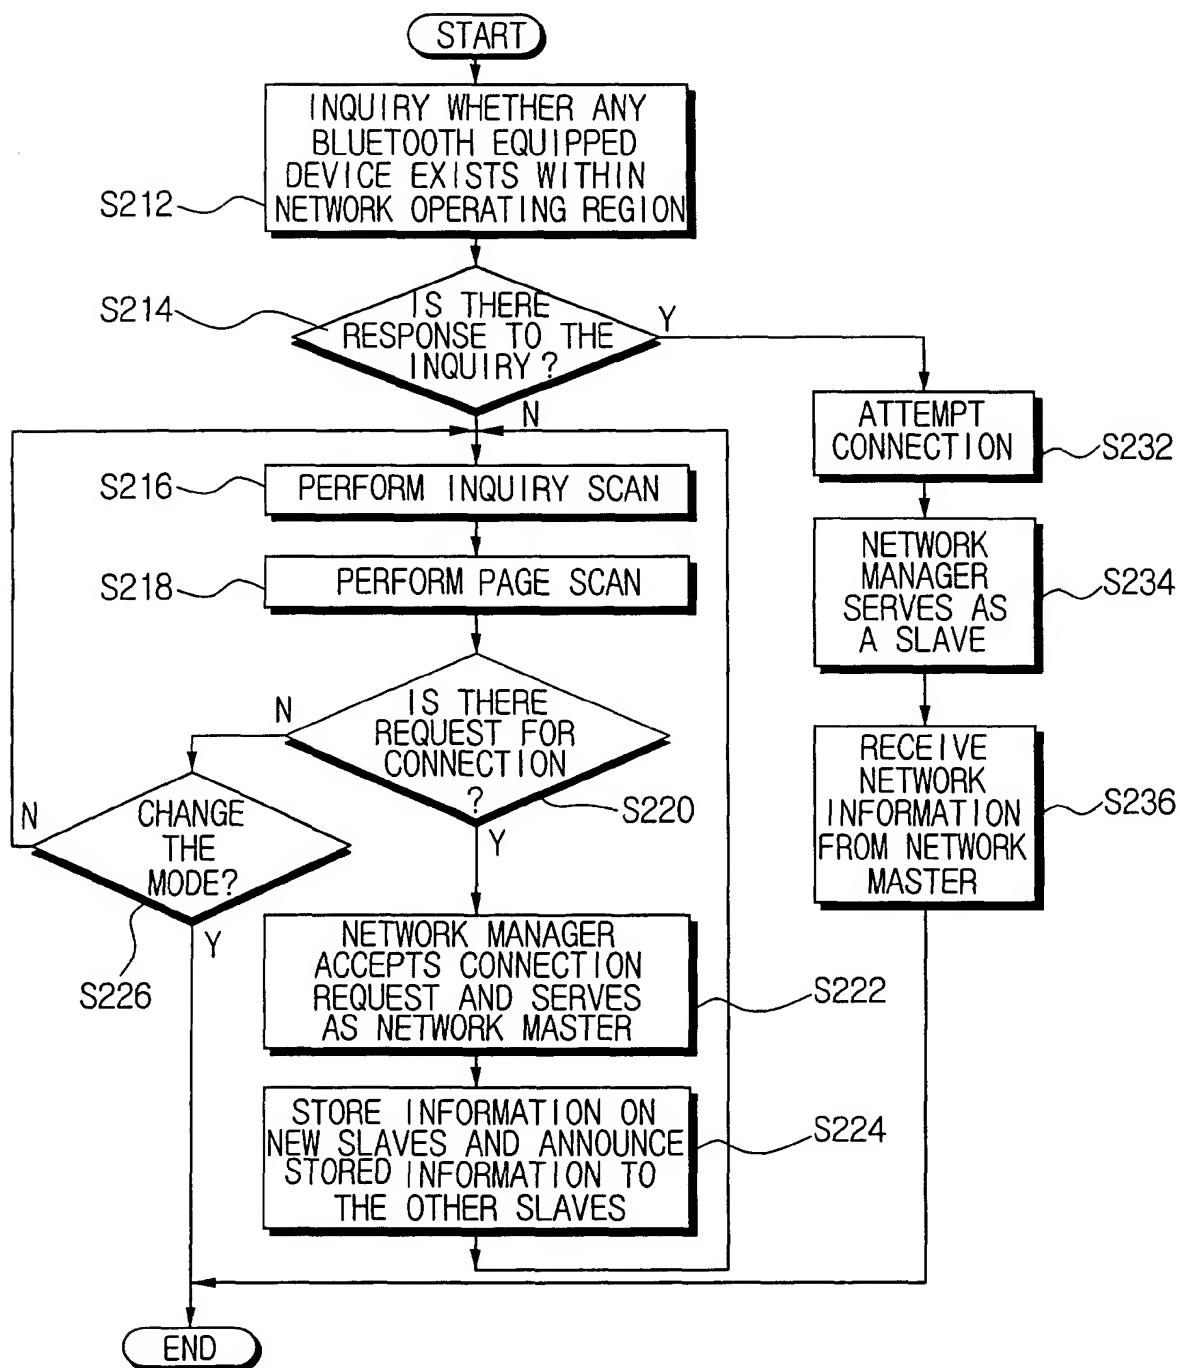 START
INQUIRY WHETHER ANY
BLUETOOTH EQUIPPED
DEVICE EXISTS WITHIN
NETWORK OPERATING REGION
S212
S214
IS THERE
RESPONSE TO THE
INQUIRY?
Y
N
ATTEMPT
CONNECTION
S232
S216
PERFORM INQUIRY SCAN
S218
PERFORM PAGE SCAN
NETWORK
MANAGER
SERVES AS
A SLAVE
S234
N
IS THERE
REQUEST FOR
CONNECTION
?
S220
Y
RECEIVE
NETWORK
INFORMATION
FROM NETWORK
MASTER
S236
N
CHANGE
THE
MODE?
Y
S226
NETWORK MANAGER
ACCEPTS CONNECTION
REQUEST AND SERVES
AS NETWORK MASTER
S222
STORE INFORMATION ON
NEW SLAVES AND ANNOUNCE
STORED INFORMATION TO
THE OTHER SLAVES
S224
END